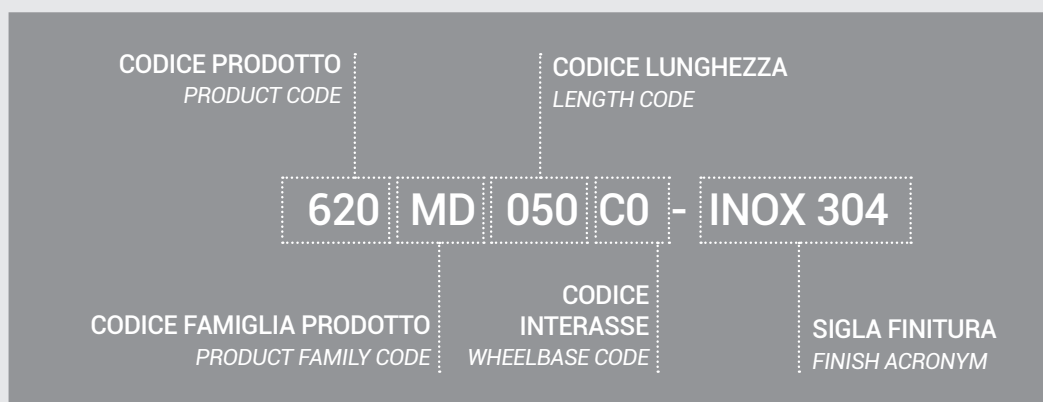 CODICE PRODOTTO
PRODUCT CODE
CODICE LUNGHEZZA
LENGTH CODE
620 MD 050 C0 - INOX 304
CODICE FAMIGLIA PRODOTTO
PRODUCT FAMILY CODE
CODICE
INTERASSE
WHEELBASE CODE
SIGLA FINITURA
FINISH ACRONYM